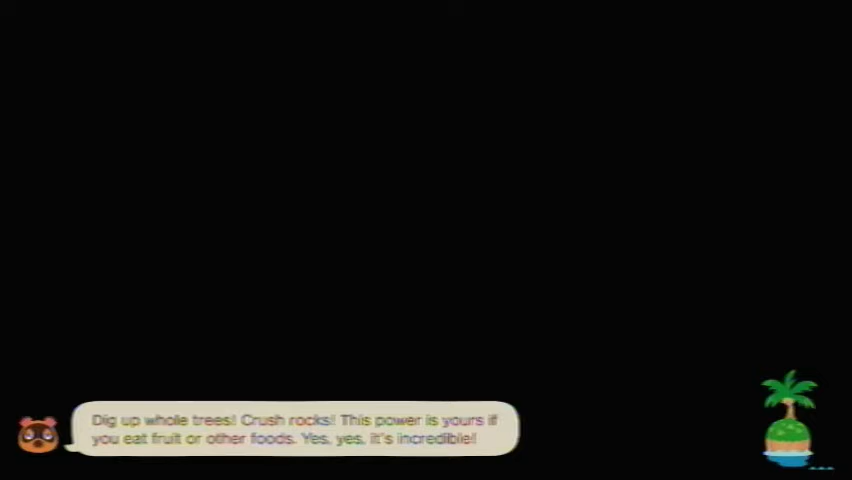 Dig up whole trees! Crush rocks! This power is yours if
you eat fruit or other foods. Yes, yes, it's incredible!